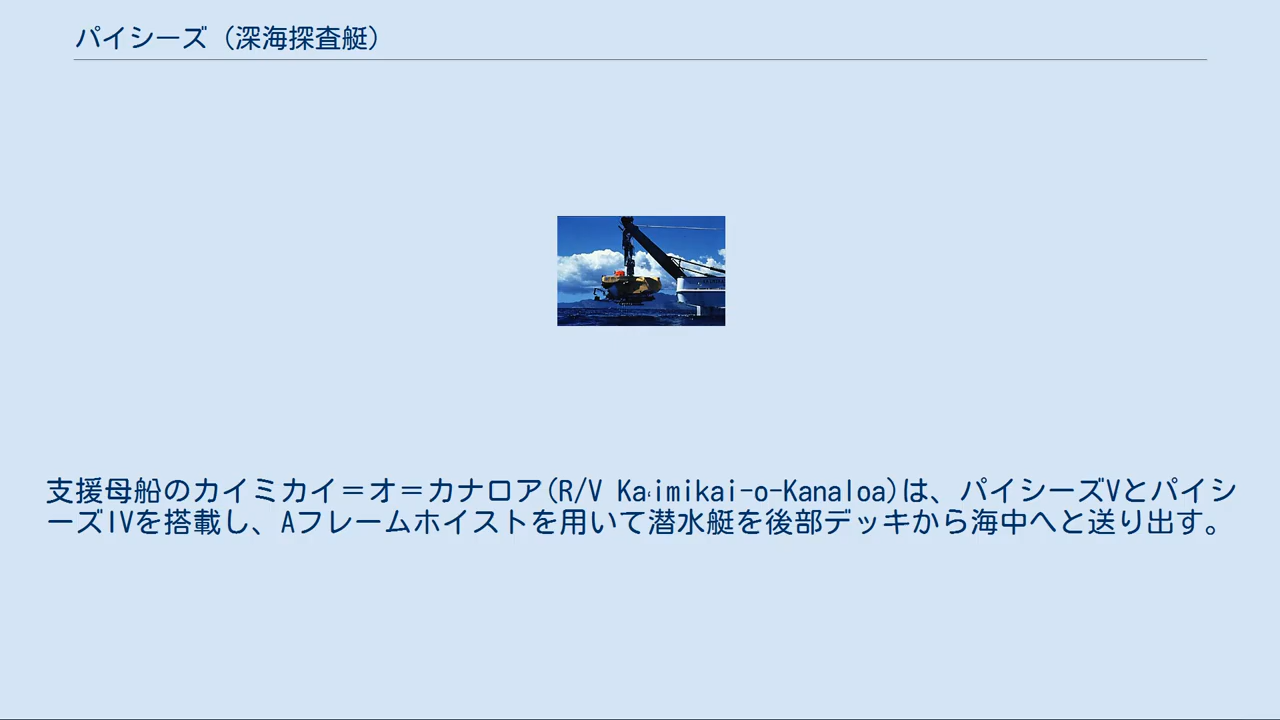 パイシーズ（深海探査艇）
支援母船のカイミカイ＝オ＝カナロア(R/V Kaʻimikai-o-Kanaloa)は、パイシーズVとパイシ
ーズIVを搭載し、Aフレームホイストを用いて潜水艇を後部デッキから海中へと送り出す。